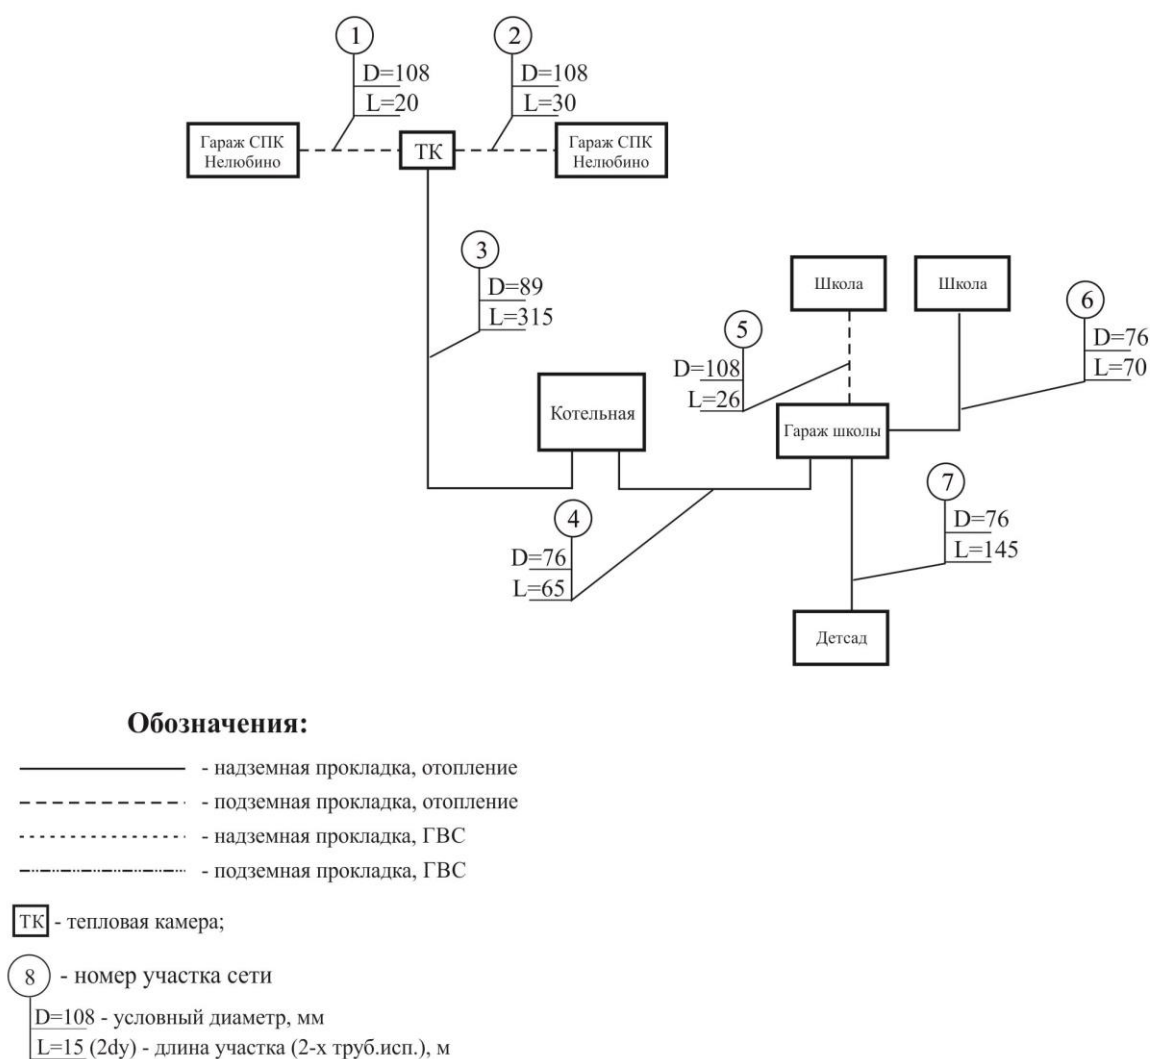 1
D=108
L=20
2
D=108
L=30
Гараж СПК
Нелюбино
ТК
Гараж СПК
Нелюбино
3
D=89
L=315
Школа
Школа
5
D=108
L=26
6
D=76
L=70
Котельная
Гараж школы
4
D=76
L=65
7
D=76
L=145
Детсад
Обозначения:
- надземная прокладка, отопление
- подземная прокладка, отопление
- надземная прокладка, ГВС
- подземная прокладка, ГВС
ТК - тепловая камера;
8 - номер участка сети
D=108 - условный диаметр, мм
L=15 (2dy) - длина участка (2-х труб.исп.), м